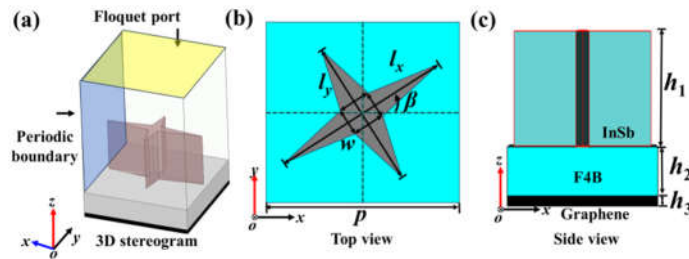 (a)
Floquet port
Periodic
boundary
z
x
y
o
3D stereogram
(b)
l_x
l_y
β
w
y
o
x
p
Top view
(c)
h_1
InSb
h_2
F4B
h_3
z
o
x
Graphene
Side view